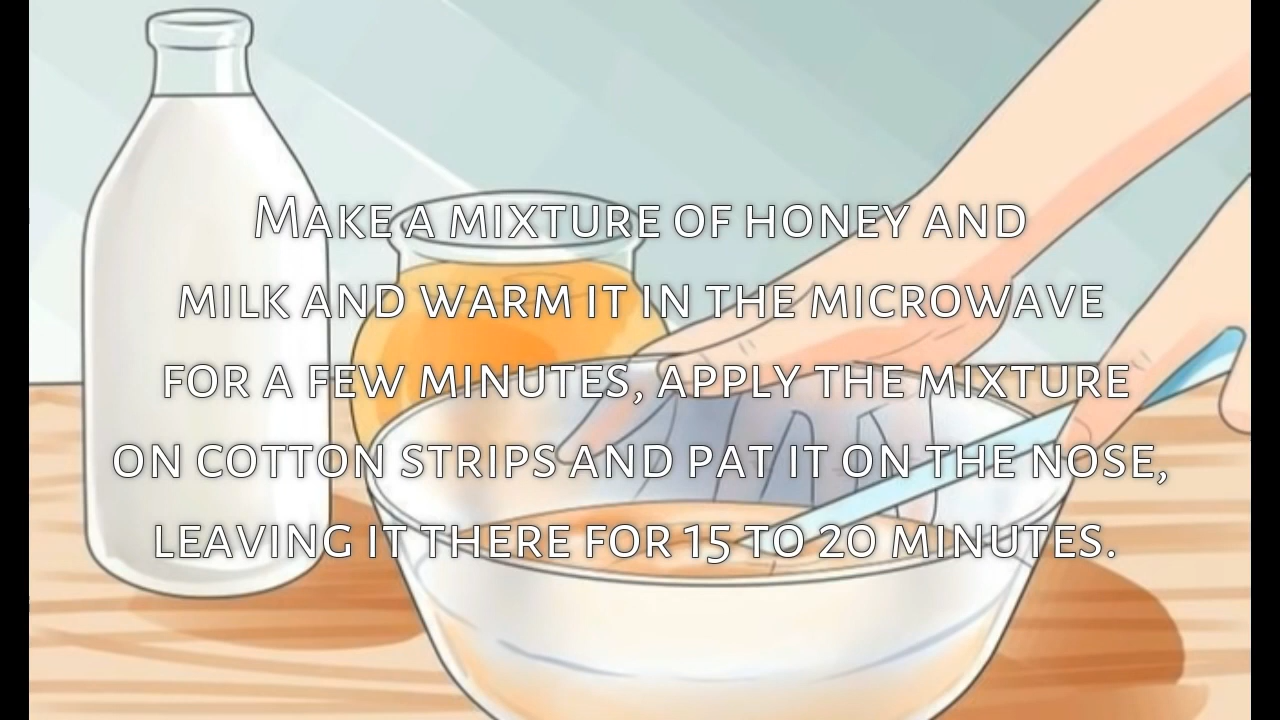 Make a mixture of honey and
milk and warm it in the microwave
for a few minutes, apply the mixture
on cotton strips and pat it on the nose,
leaving it there for 15 to 20 minutes.